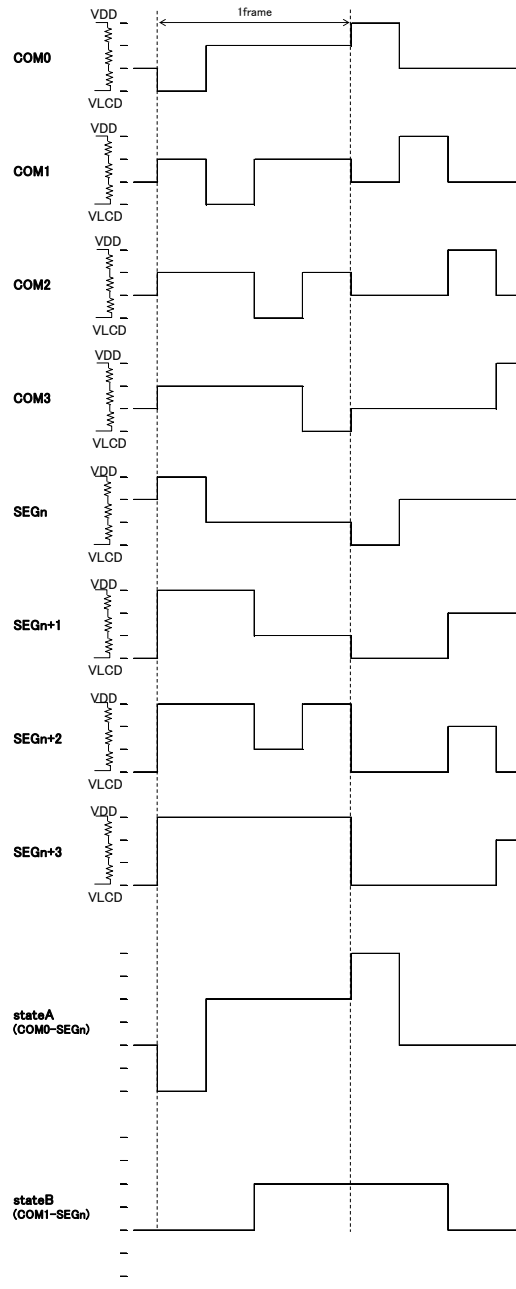 1frame
VDD
COM0
VLCD
VDD
COM1
VLCD
VDD
COM2
VLCD
VDD
COM3
VLCD
VDD
SEGn
VLCD
VDD
SEGn+1
VLCD
VDD
SEGn+2
VLCD
VDD
SEGn+3
VLCD
stateA
(COM0-SEGn)
stateB
(COM1-SEGn)